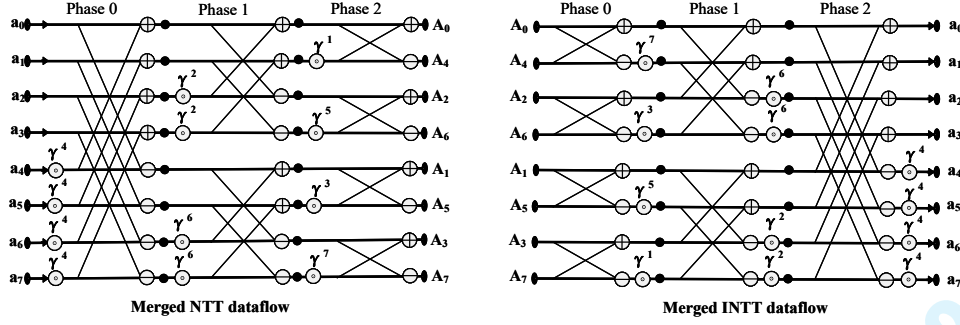 Phase 0 Phase 1 Phase 2 Phase 0 Phase 1 Phase 2
a₀ A₀ A₀ a₀
a₁ γ¹ A₄ A₄ γ⁷ a₁
a₂ γ² A₂ A₂ γ⁶ a₂
a₃ γ² γ⁵ A₆ A₆ γ³ γ⁶ a₃
a₄ γ⁴ A₁ A₁ γ⁴ a₄
a₅ γ⁴ γ³ A₅ A₅ γ⁵ γ⁴ a₅
a₆ γ⁴ γ⁶ A₃ A₃ γ² γ⁴ a₆
a₇ γ⁴ γ⁶ γ⁷ A₇ A₇ γ¹ γ² γ⁴ a₇
Merged NTT dataflow Merged INTT dataflow